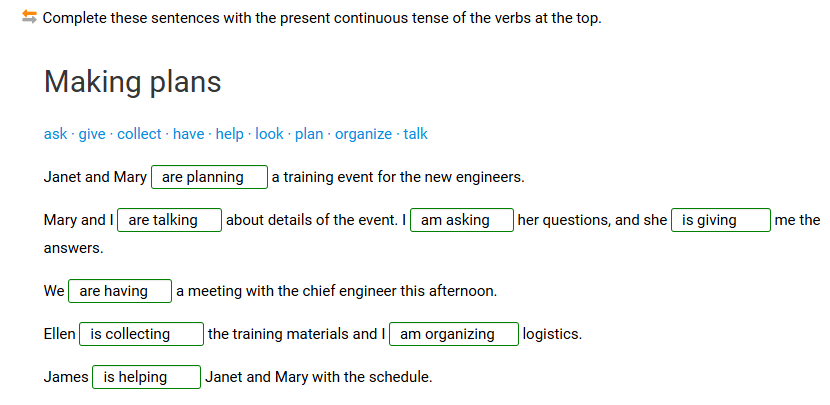 Complete these sentences with the present continuous tense of the verbs at the top.
Making plans
ask · give · collect · have · help · look · plan · organize · talk
Janet and Mary are planning a training event for the new engineers.
Mary and I are talking about details of the event. I am asking her questions, and she is giving me the
answers.
We are having a meeting with the chief engineer this afternoon.
Ellen is collecting the training materials and I am organizing logistics.
James is helping Janet and Mary with the schedule.